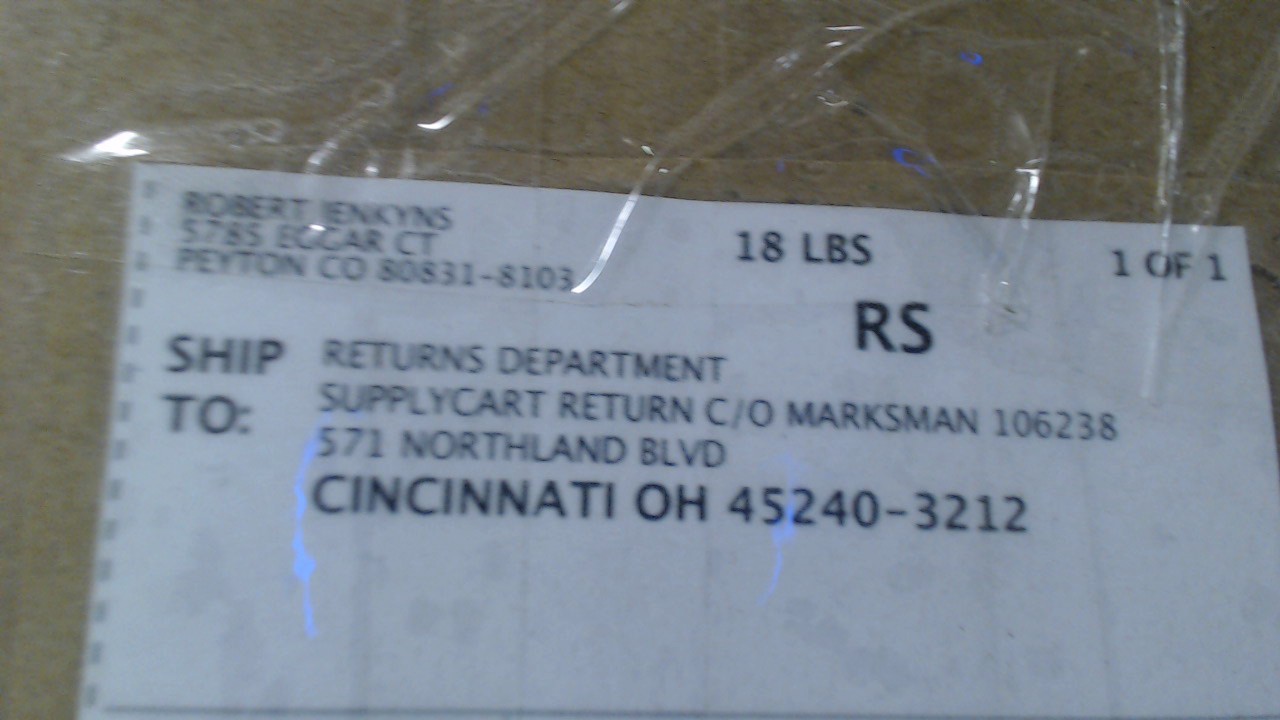 ROBERT JENKYNS
5785 EGGAR CT
PEYTON CO 80831-8103
18 LBS
1 OF 1
RS
SHIP TO:
RETURNS DEPARTMENT
SUPPLYCART RETURN C/O MARKSMAN 106238
571 NORTHLAND BLVD
CINCINNATI OH 45240-3212